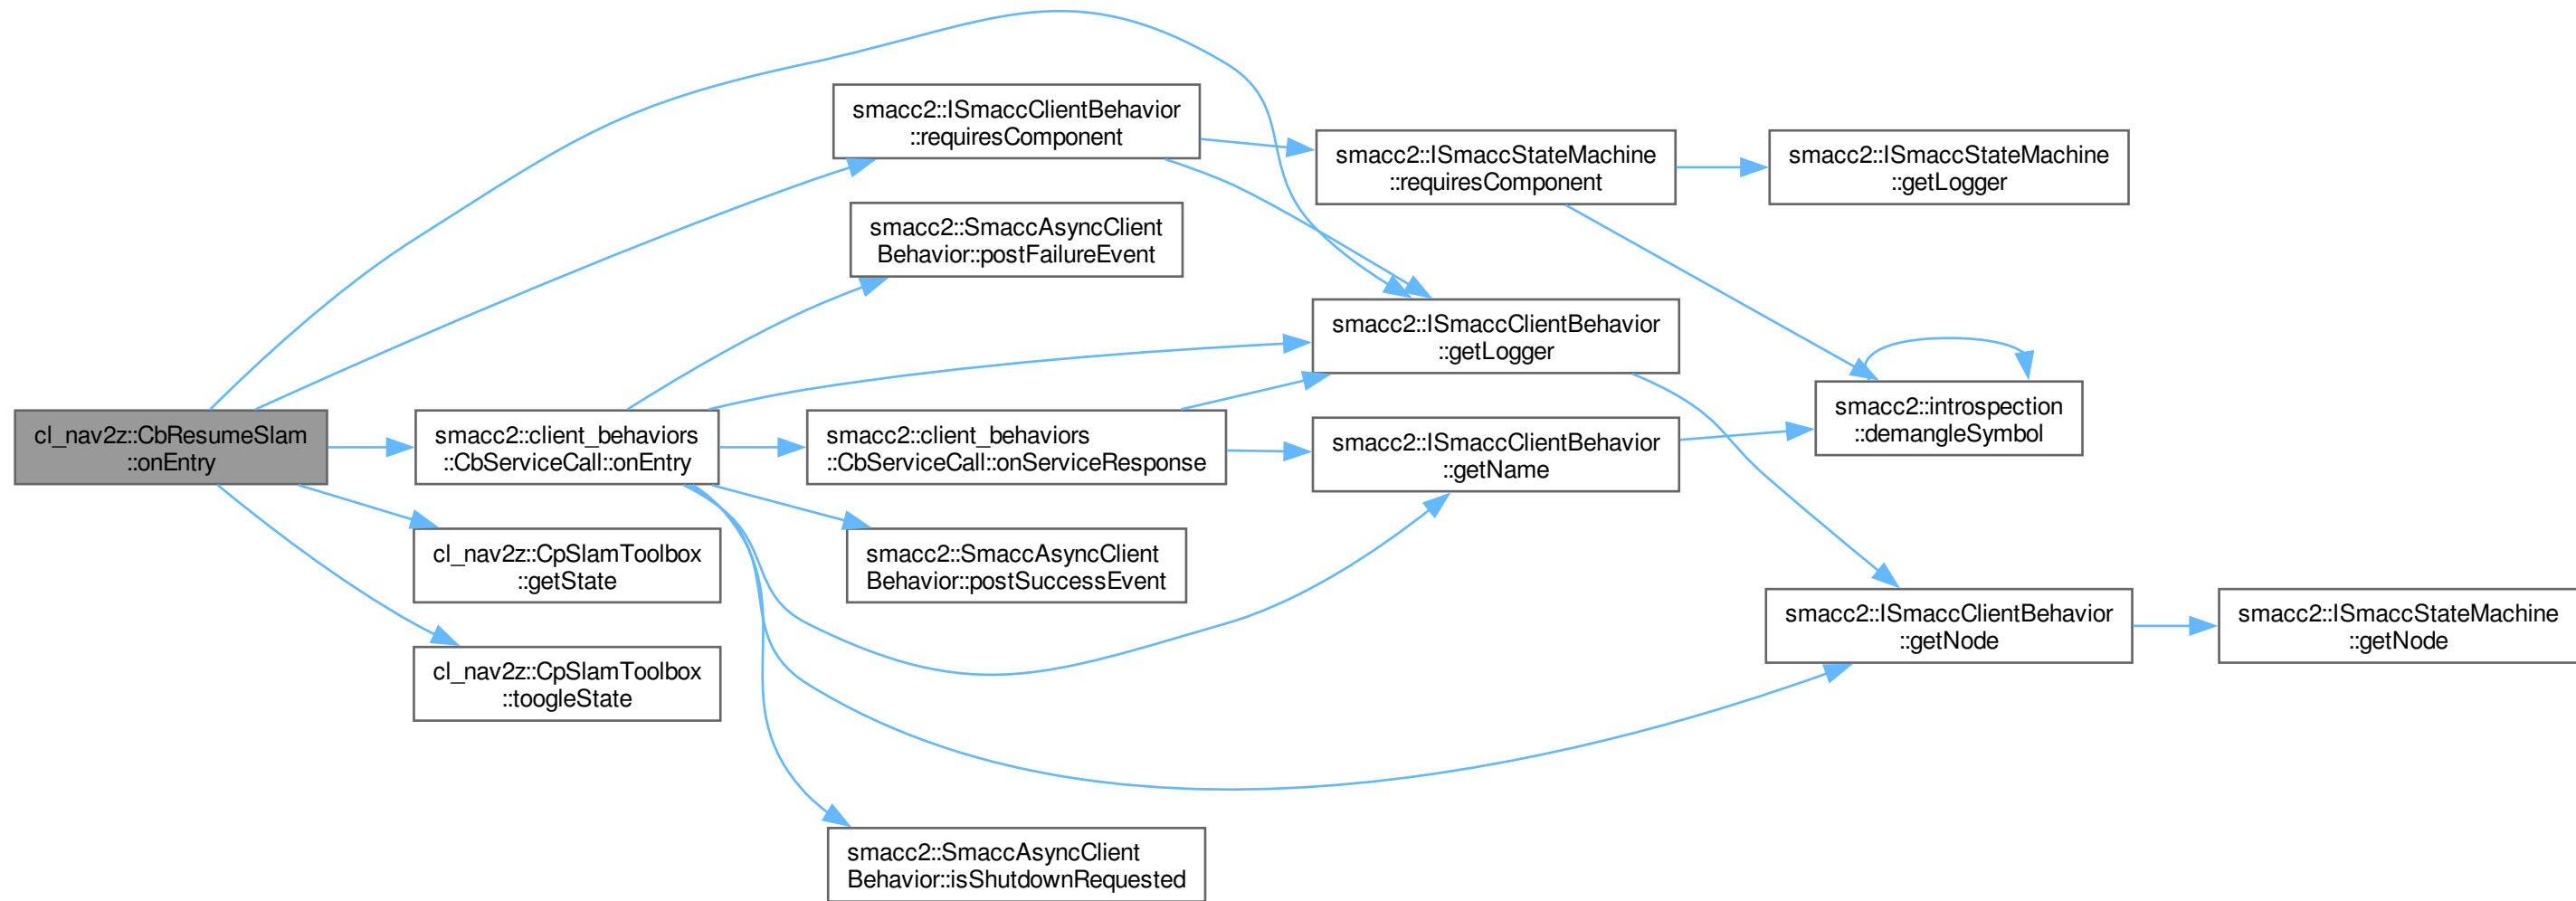 cl_nav2z::CbResumeSlam
::onEntry
smacc2::ISmaccClientBehavior
::requiresComponent
smacc2::SmaccAsyncClient
Behavior::postFailureEvent
smacc2::client_behaviors
::CbServiceCall::onEntry
cl_nav2z::CpSlamToolbox
::getState
cl_nav2z::CpSlamToolbox
::toogleState
smacc2::client_behaviors
::CbServiceCall::onServiceResponse
smacc2::SmaccAsyncClient
Behavior::postSuccessEvent
smacc2::SmaccAsyncClient
Behavior::isShutdownRequested
smacc2::ISmaccStateMachine
::requiresComponent
smacc2::ISmaccClientBehavior
::getLogger
smacc2::ISmaccClientBehavior
::getName
smacc2::ISmaccStateMachine
::getLogger
smacc2::introspection
::demangleSymbol
smacc2::ISmaccClientBehavior
::getNode
smacc2::ISmaccStateMachine
::getNode